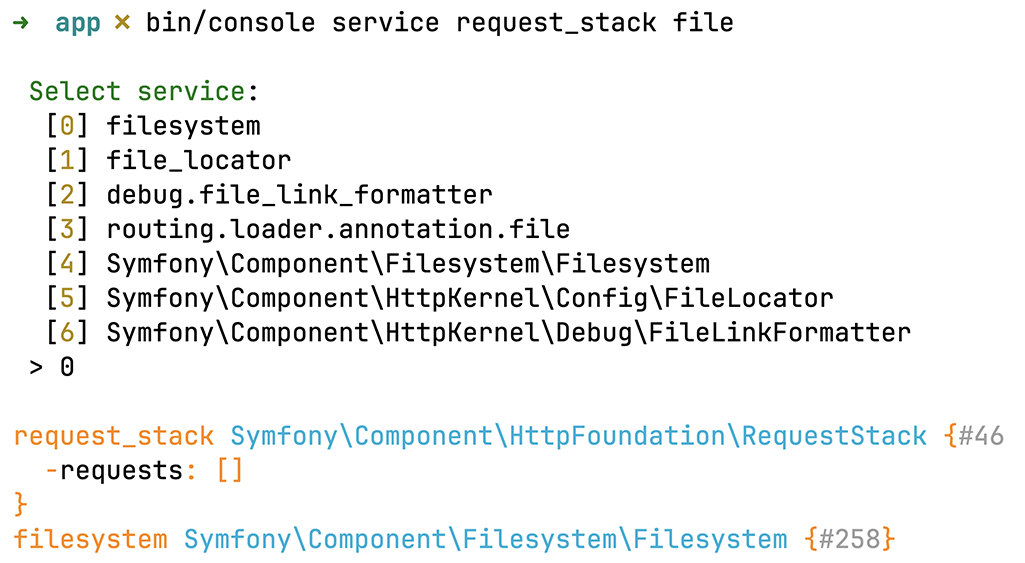 ➜ app ✕ bin/console service request_stack file
Select service:
[0] filesystem
[1] file_locator
[2] debug.file_link_formatter
[3] routing.loader.annotation.file
[4] Symfony\Component\Filesystem\Filesystem
[5] Symfony\Component\HttpKernel\Config\FileLocator
[6] Symfony\Component\HttpKernel\Debug\FileLinkFormatter
> 0
request_stack Symfony\Component\HttpFoundation\RequestStack {#46
-requests: []
}
filesystem Symfony\Component\Filesystem\Filesystem {#258}